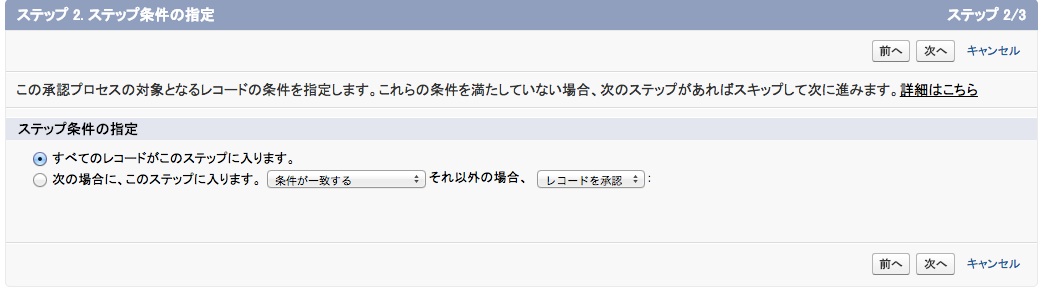 ステップ 2. ステップ条件の指定 ステップ 2/3
前へ 次へ キャンセル
この承認プロセスの対象となるレコードの条件を指定します。これらの条件を満たしていない場合、次のステップがあればスキップして次に進みます。詳細はこちら
ステップ条件の指定
すべてのレコードがこのステップに入ります。
次の場合に、このステップに入ります。 条件が一致する それ以外の場合、 レコードを承認 :
前へ 次へ キャンセル